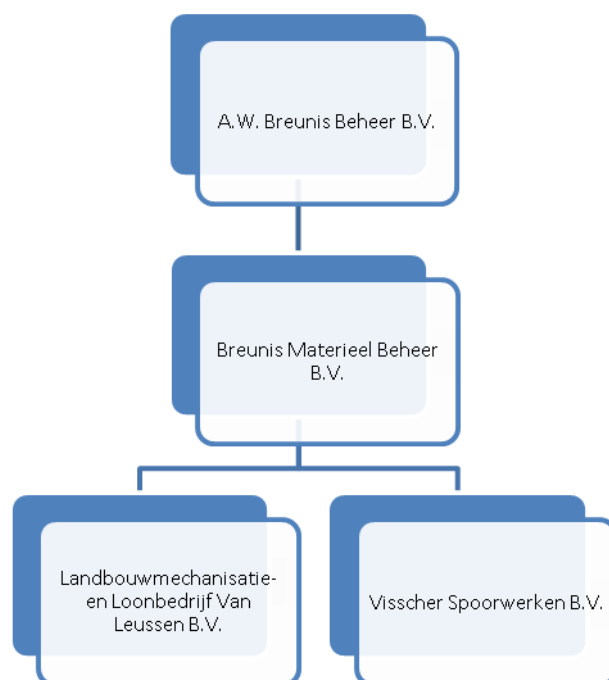 A.W. Breunis Beheer B.V.
Breunis Materieel Beheer
B.V.
Landbouwmechanisatie-
en Loonbedrijf Van
Leussen B.V.
Visscher Spoorwerken B.V.